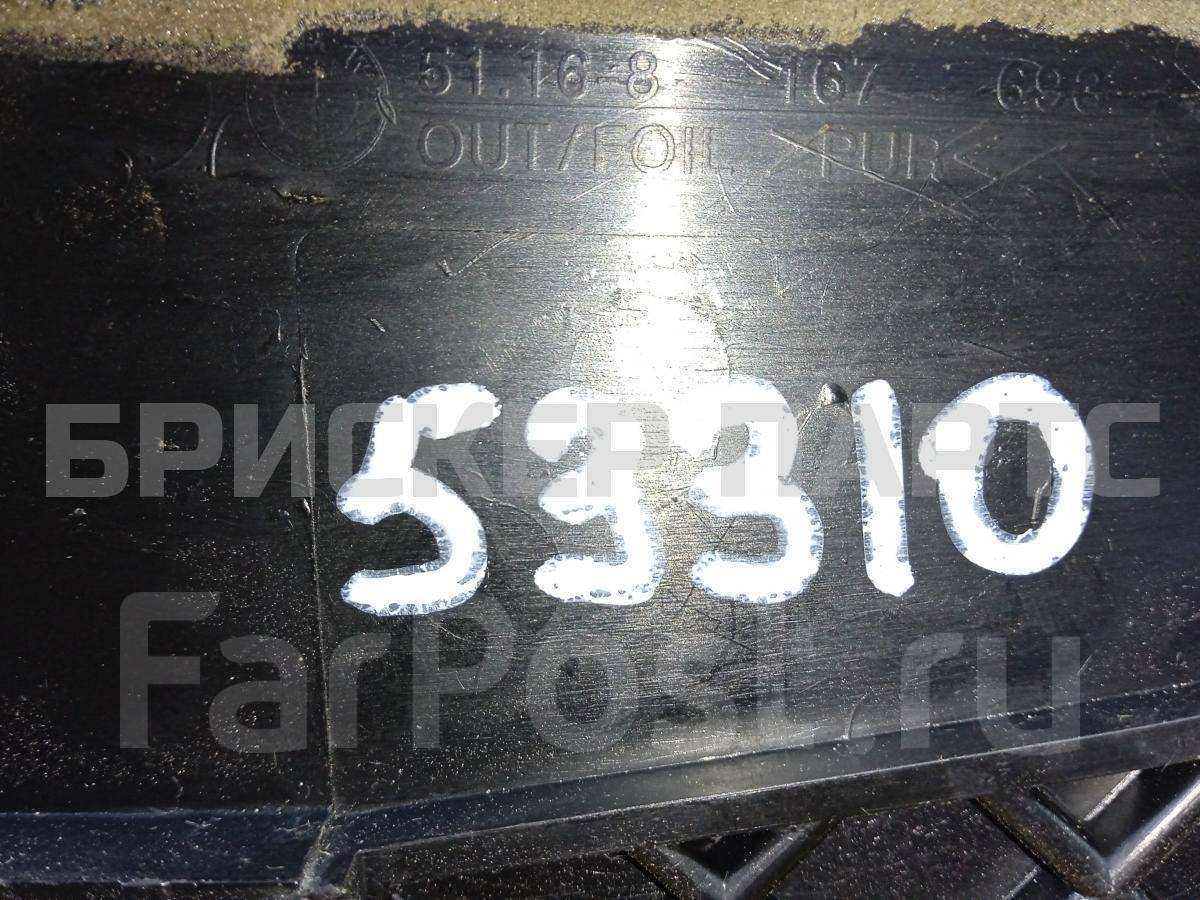 51.16-8 167 693
OUT/FOIL >PUR<
53310
БРИСКЕР ПАРТС
FarPost.ru